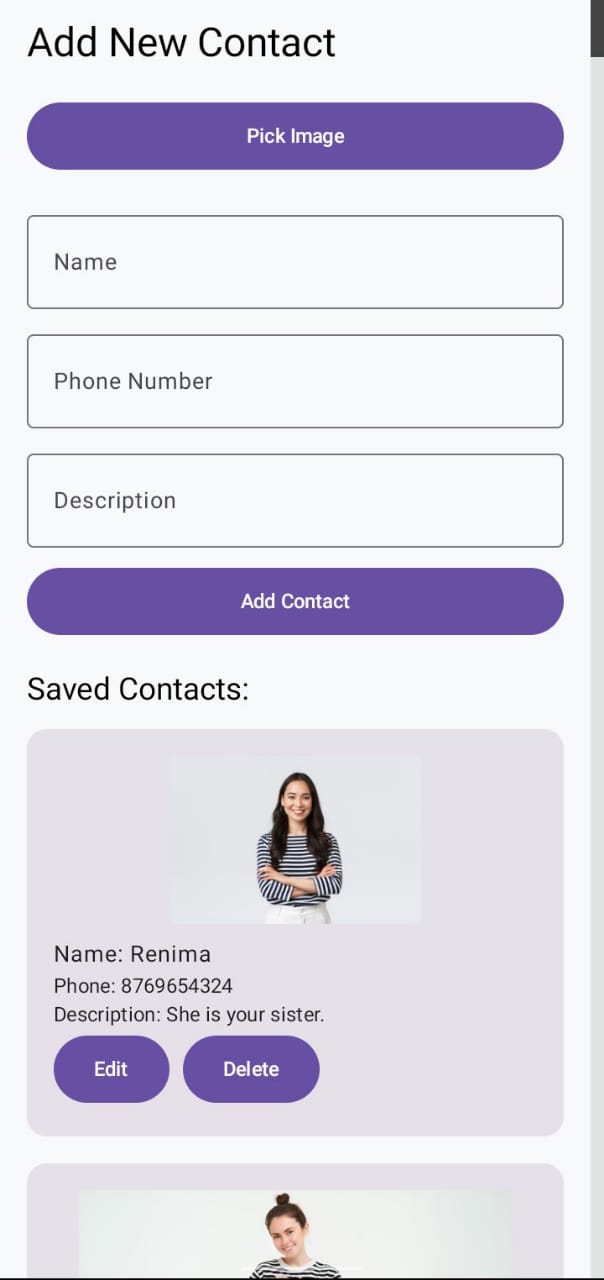 Add New Contact
Pick Image
Name
Phone Number
Description
Add Contact
Saved Contacts:
Name: Renima
Phone: 8769654324
Description: She is your sister.
Edit Delete